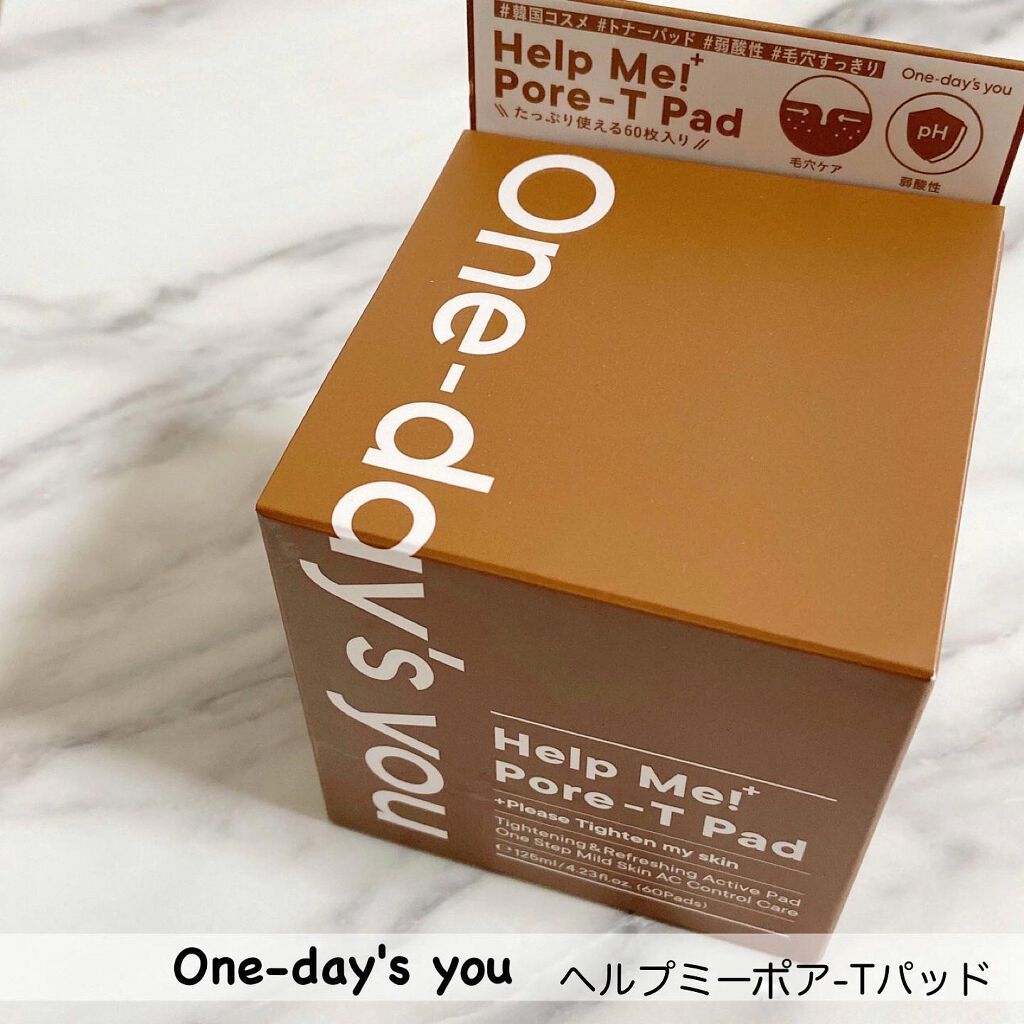 #韓国コスメ #トナーパッド #弱酸性 #毛穴すっきり
Help Me!+
Pore-T Pad
\\ たっぷり使える60枚入り //
One-day's you
pH
毛穴ケア
弱酸性
One-day's you
Help Me!+
Pore-T Pad
+Please Tighten my skin
Tightening & Refreshing Active Pad
One Step Mild Skin AC Control Care
℮ 125ml / 4.23fl.oz. (60Pads)
One-day's you ヘルプミーポア-Tパッド